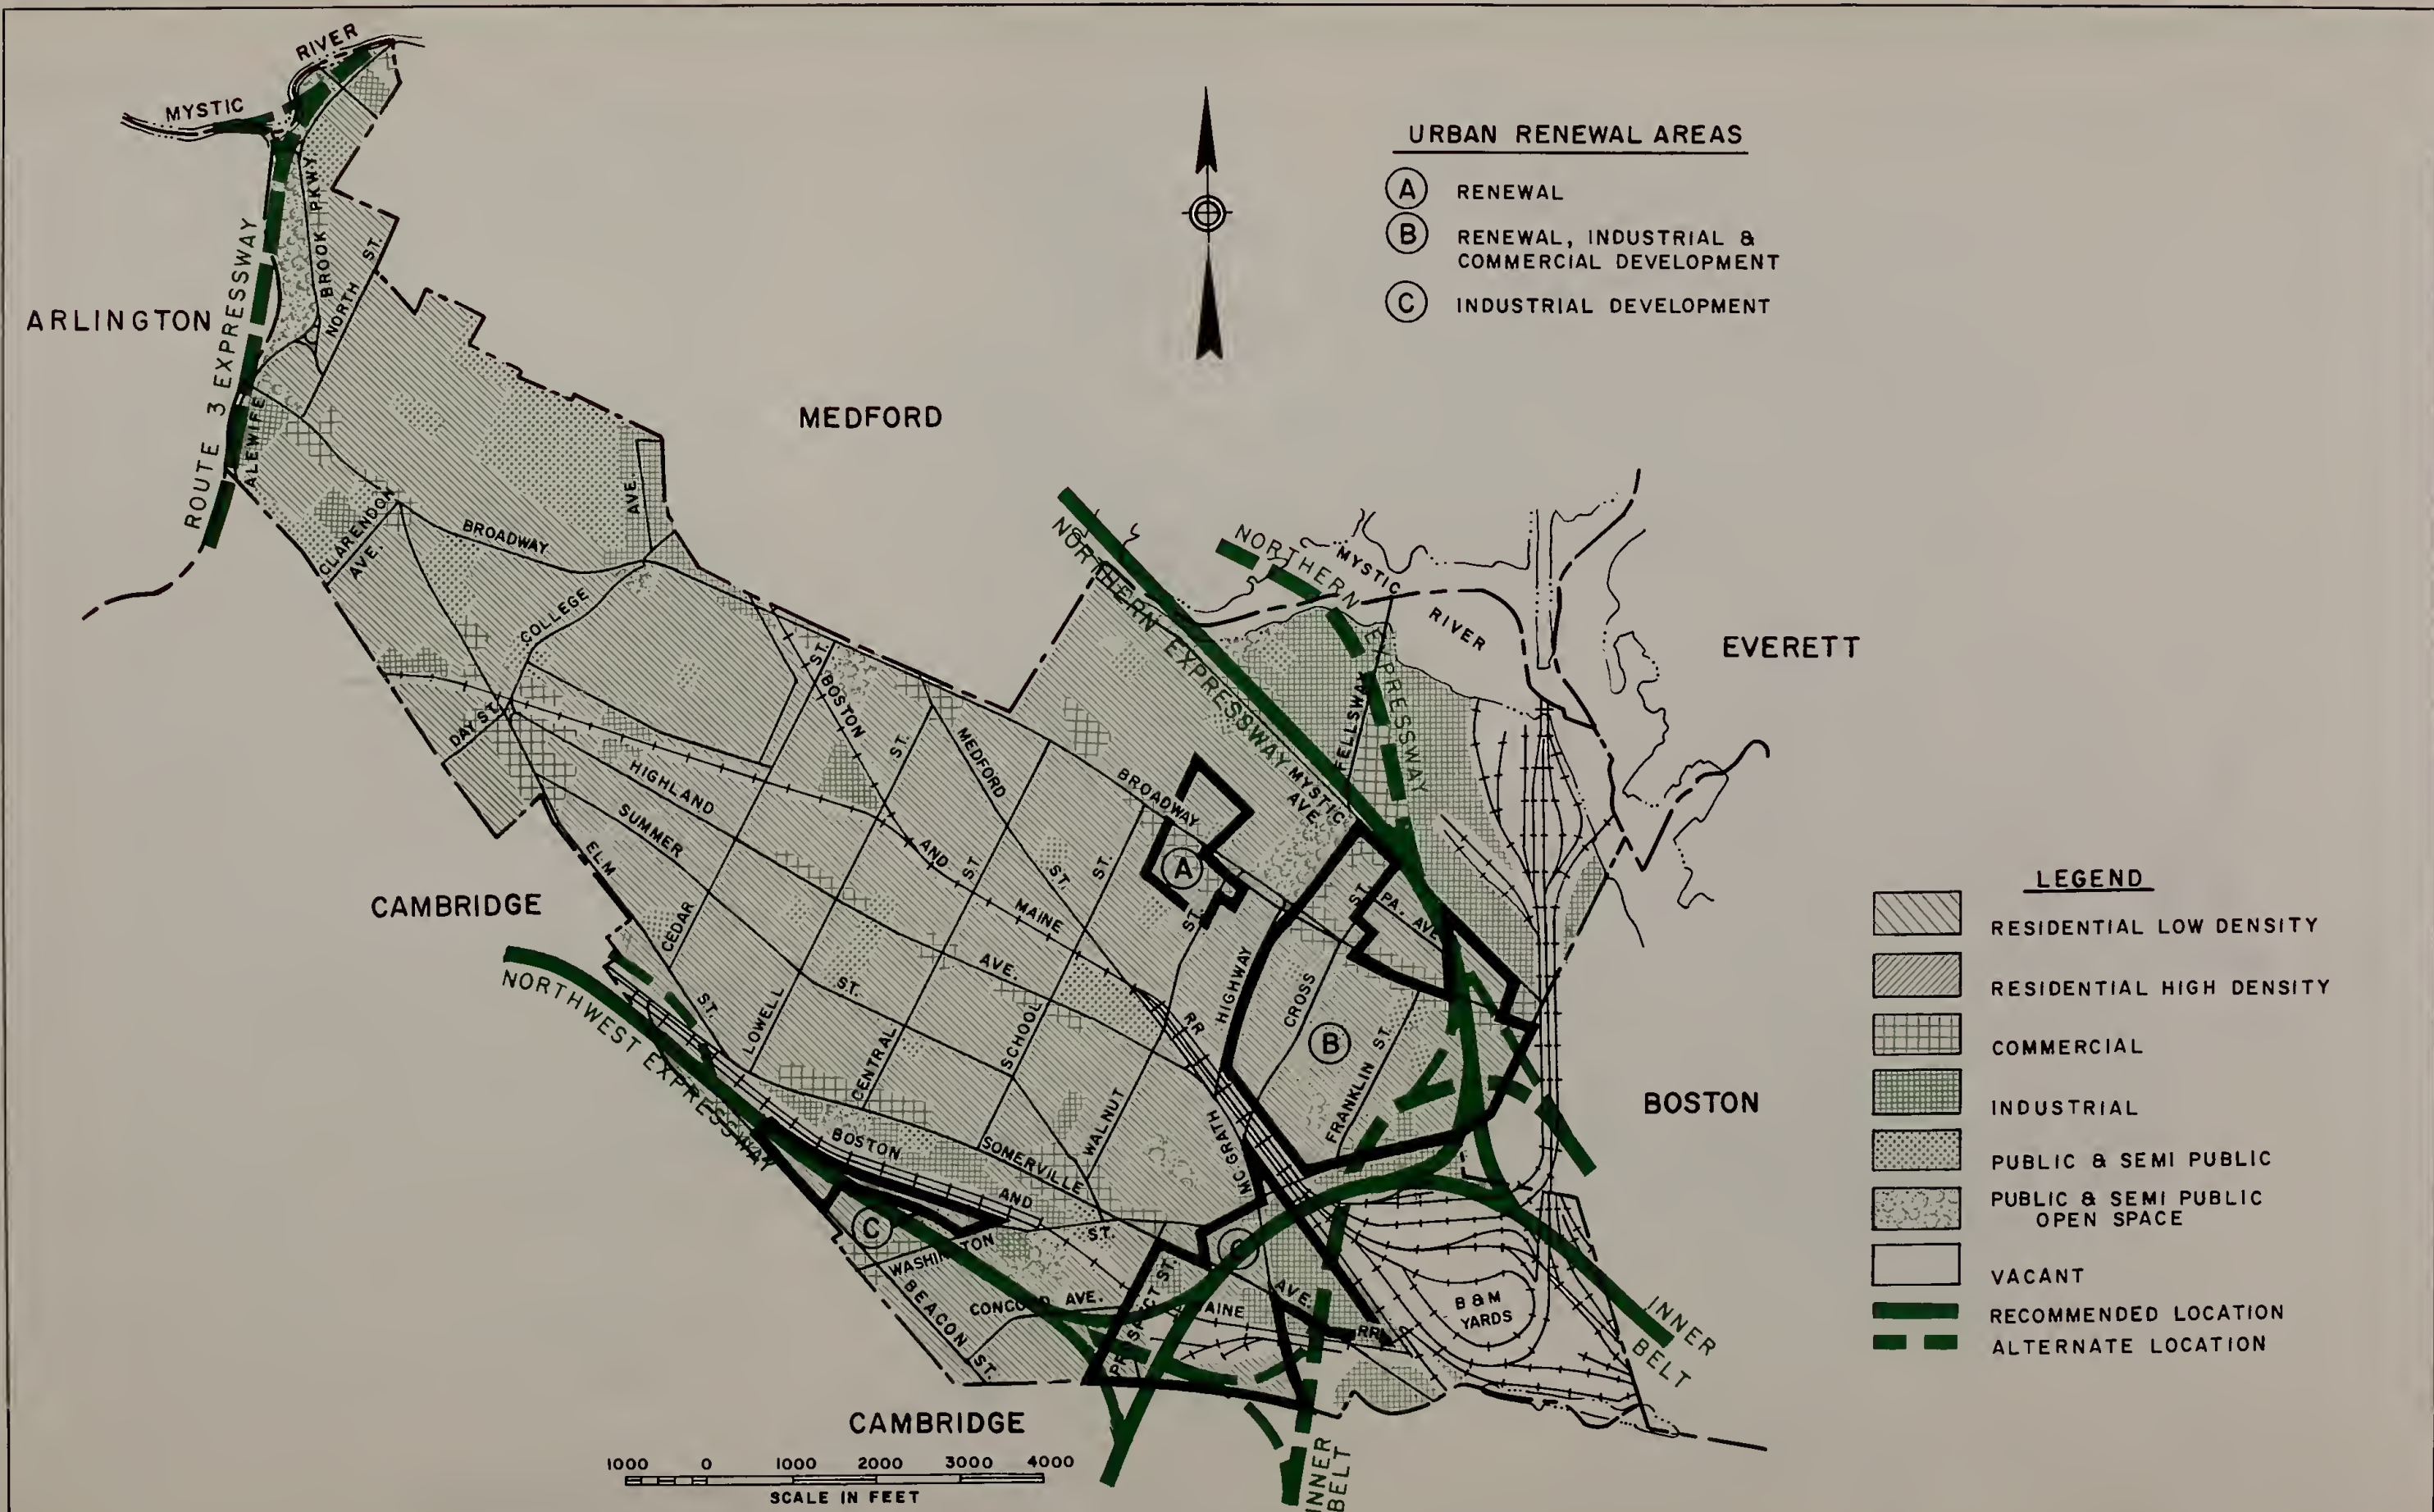 MYSTIC
RIVER
ARLINGTON
ROUTE 3 EXPRESSWAY
ALEWIFE
BROOK PKWY.
NORTH ST.
MEDFORD
URBAN RENEWAL AREAS
A RENEWAL
B RENEWAL, INDUSTRIAL &
COMMERCIAL DEVELOPMENT
C INDUSTRIAL DEVELOPMENT
CLARENDON
AVE.
BROADWAY
COLLEGE
AVE.
DAY ST.
HIGHLAND
AVE.
SUMMER
ST.
ELM
ST.
CEDAR
ST.
LOWELL
ST.
CENTRAL
ST.
SCHOOL
ST.
WALNUT
ST.
MEDFORD
ST.
BOSTON
AND
MAINE
RR
BROADWAY
NORTHERN EXPRESSWAY
NORTHERN
EXPRESSWAY
MYSTIC
RIVER
FELLSWAY
MYSTIC
AVE.
EVERETT
A
B
HIGHWAY
MC GRATH
CROSS
ST.
PA. AVE.
FRANKLIN ST.
BOSTON
CAMBRIDGE
NORTHWEST EXPRESSWAY
BOSTON
AND
MAINE
RR
SOMERVILLE
AVE.
C
C
WASHINGTON
ST.
BEACON ST.
CONCORD AVE.
PROSPECT ST.
B & M
YARDS
INNER
BELT
INNER
BELT
CAMBRIDGE
1000 0 1000 2000 3000 4000
SCALE IN FEET
LEGEND
RESIDENTIAL LOW DENSITY
RESIDENTIAL HIGH DENSITY
COMMERCIAL
INDUSTRIAL
PUBLIC & SEMI PUBLIC
PUBLIC & SEMI PUBLIC
OPEN SPACE
VACANT
RECOMMENDED LOCATION
ALTERNATE LOCATION